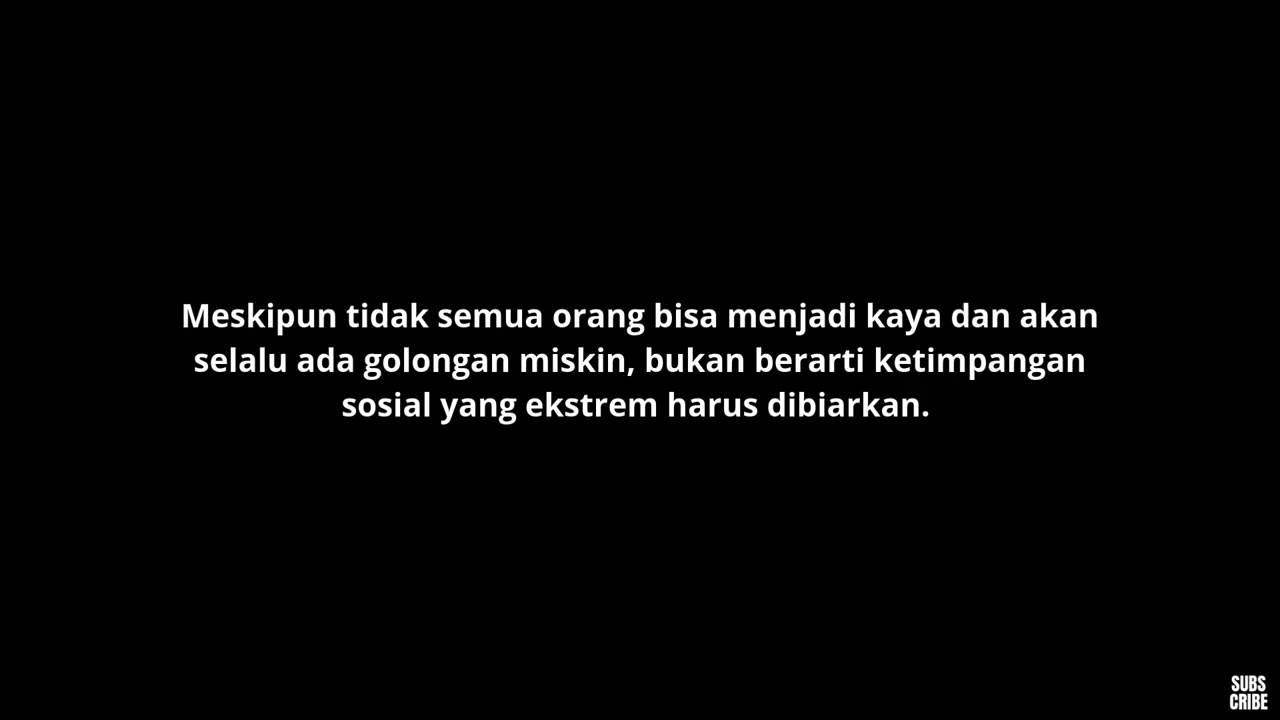 Meskipun tidak semua orang bisa menjadi kaya dan akan
selalu ada golongan miskin, bukan berarti ketimpangan
sosial yang ekstrem harus dibiarkan.
SUBS
CRIBE